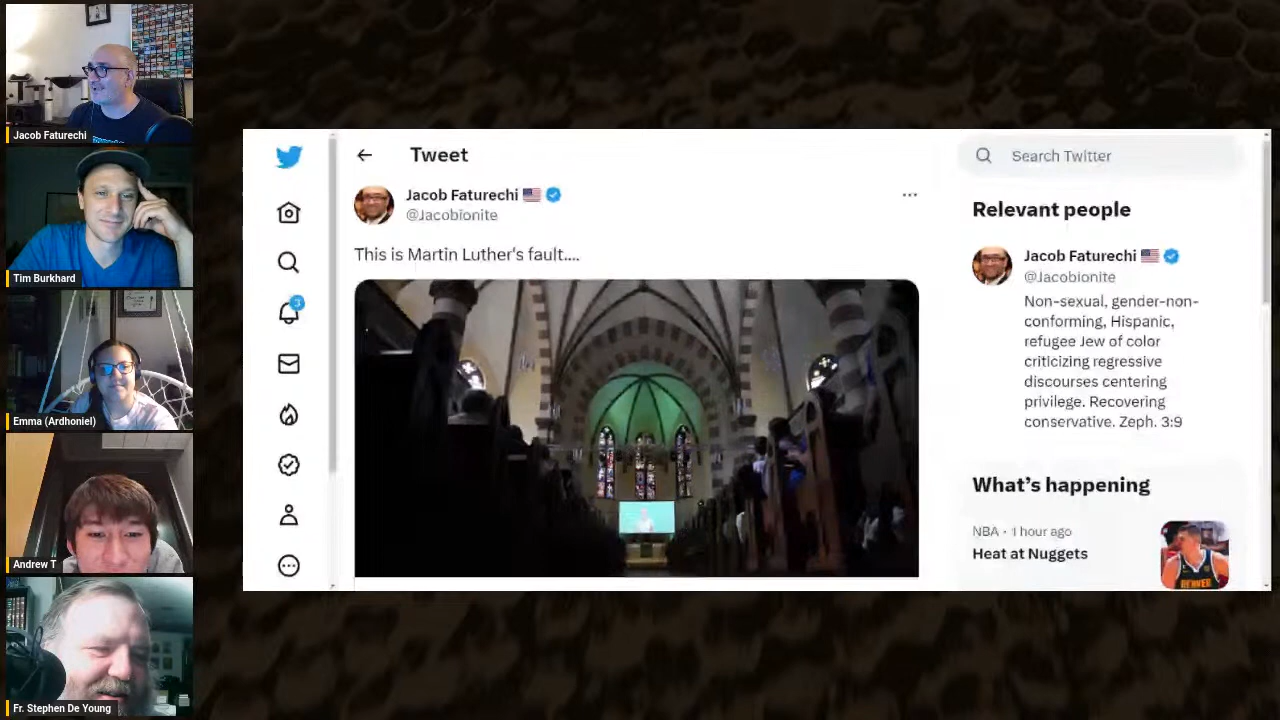 Jacob Faturechi
Tim Burkhard
Emma (Ardhoniel)
Andrew T
Fr. Stephen De Young
3
Tweet
Jacob Faturechi
@Jacobionite
This is Martin Luther's fault....
Search Twitter
Relevant people
Jacob Faturechi
@Jacobionite
Non-sexual, gender-non-
conforming, Hispanic,
refugee Jew of color
criticizing regressive
discourses centering
privilege. Recovering
conservative. Zeph. 3:9
What's happening
NBA · 1 hour ago
Heat at Nuggets
DENVER